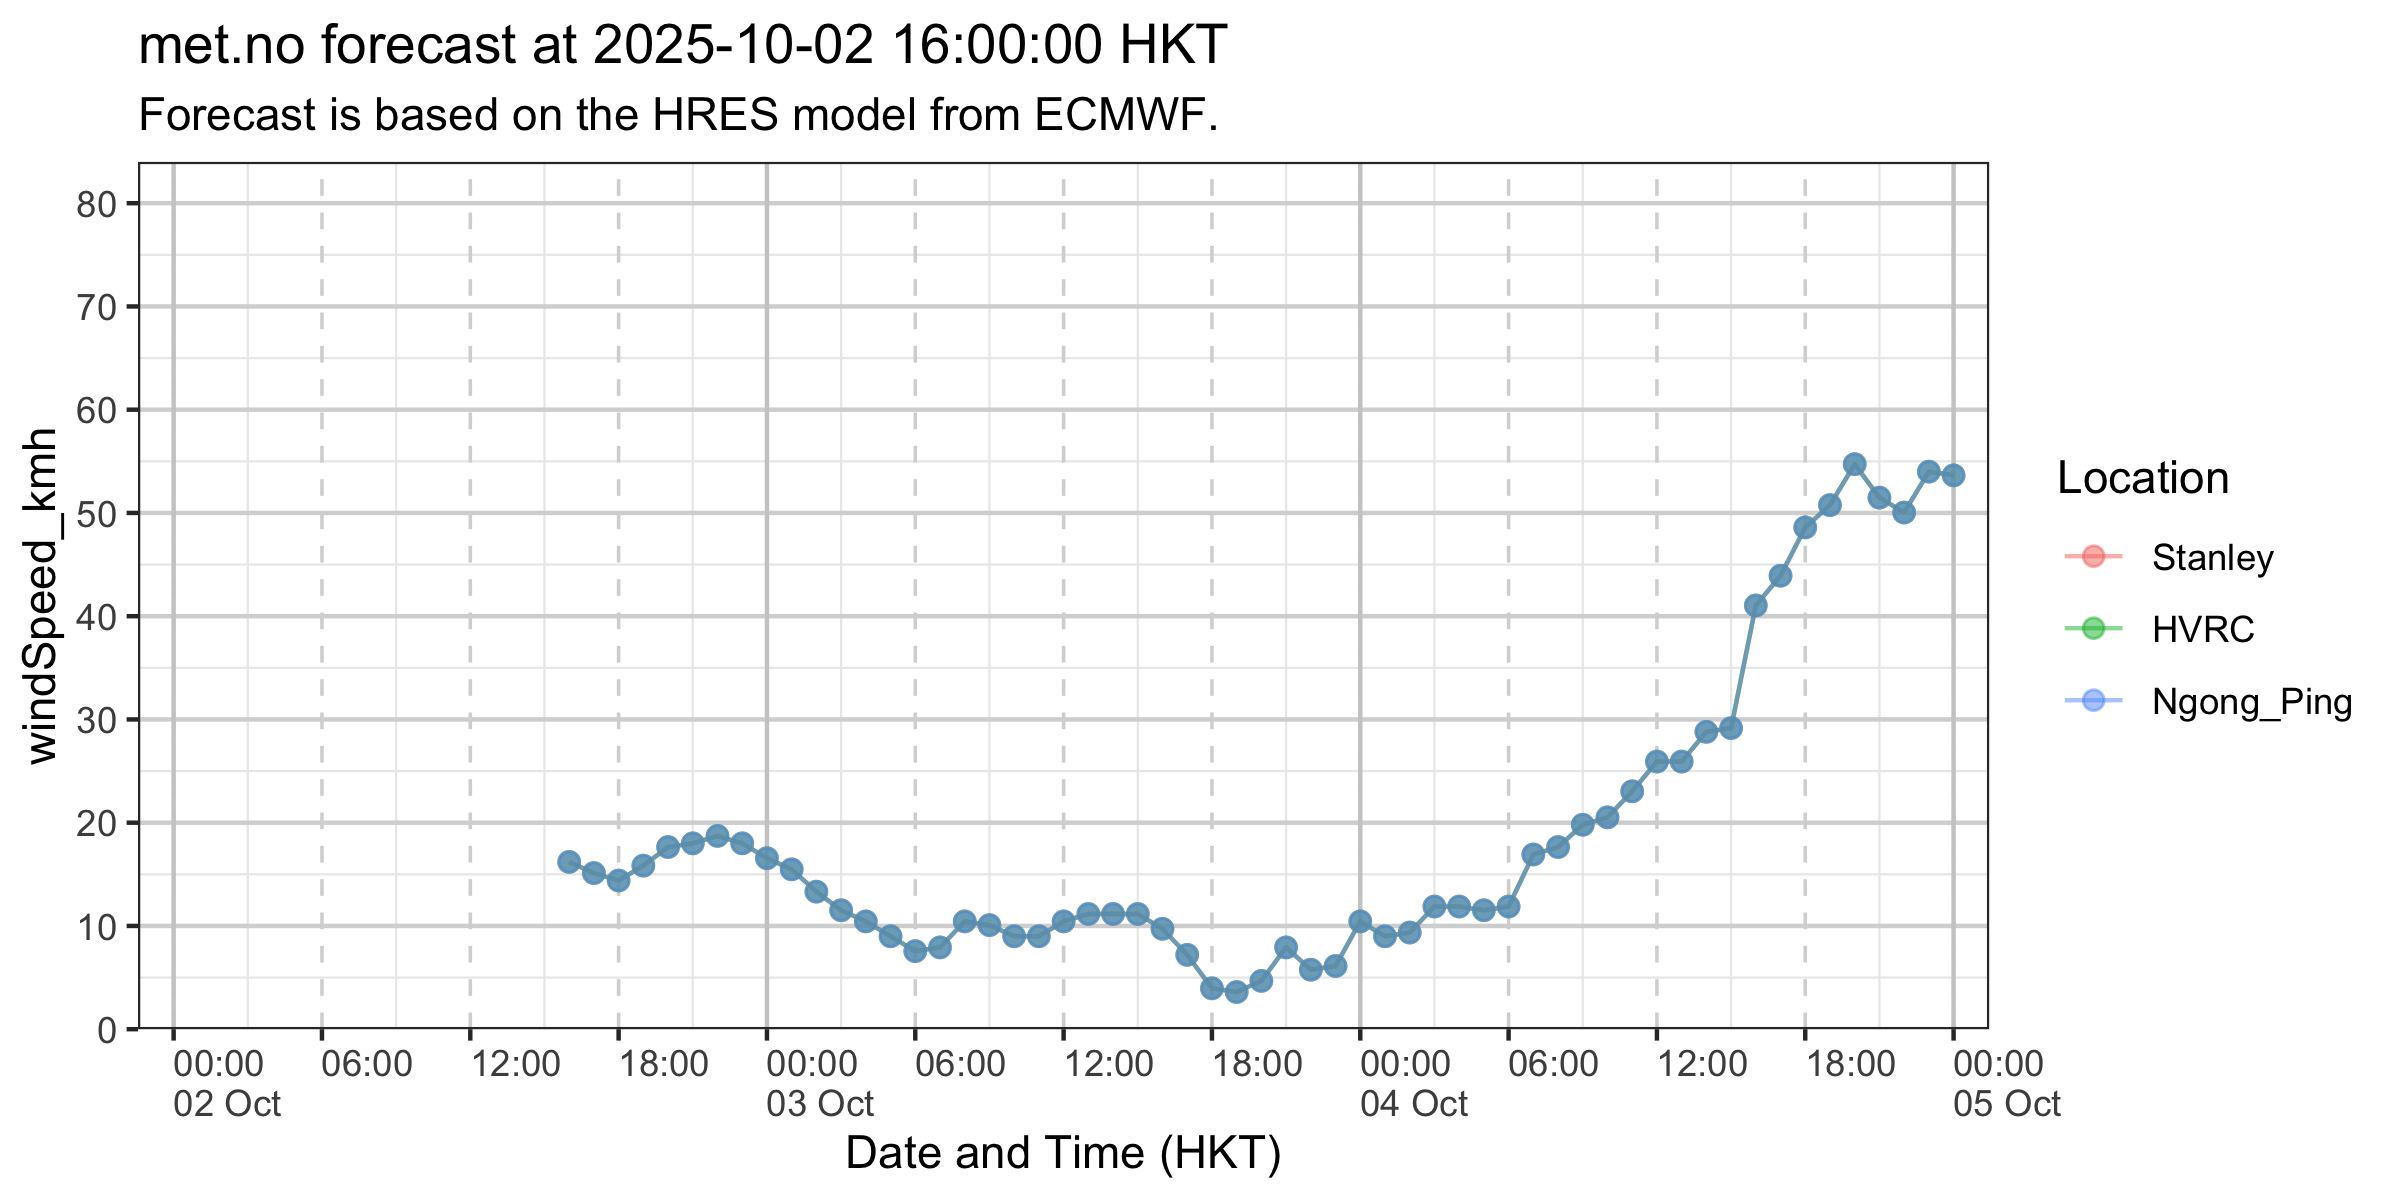 met.no forecast at 2025-10-02 16:00:00 HKT
Forecast is based on the HRES model from ECMWF.
windSpeed_kmh
80
70
60
50
40
30
20
10
0
00:00 06:00 12:00 18:00 00:00 06:00 12:00 18:00 00:00 06:00 12:00 18:00 00:00
02 Oct 03 Oct 04 Oct 05 Oct
Date and Time (HKT)
Location
Stanley
HVRC
Ngong_Ping